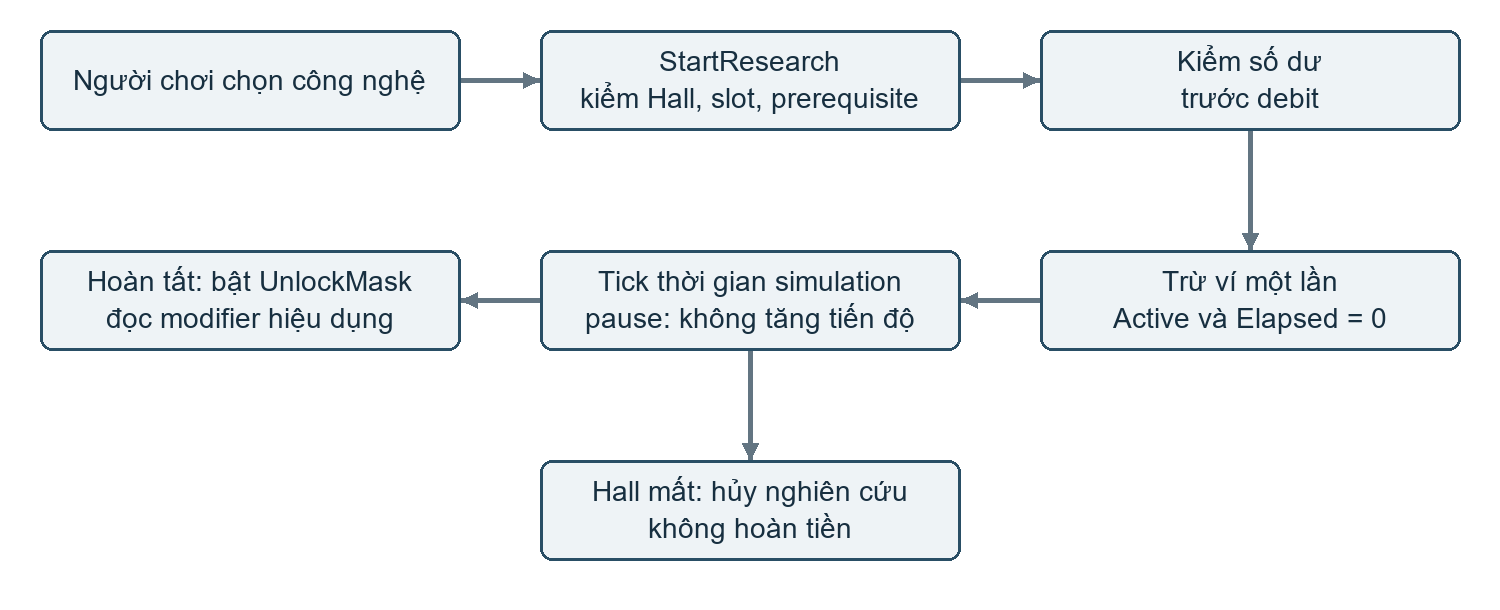 Người chơi chọn công nghệ
StartResearch
kiểm Hall, slot, prerequisite
Kiểm số dư
trước debit
Trừ ví một lần
Active và Elapsed = 0
Tick thời gian simulation
pause: không tăng tiến độ
Hoàn tất: bật UnlockMask
đọc modifier hiệu dụng
Hall mất: hủy nghiên cứu
không hoàn tiền